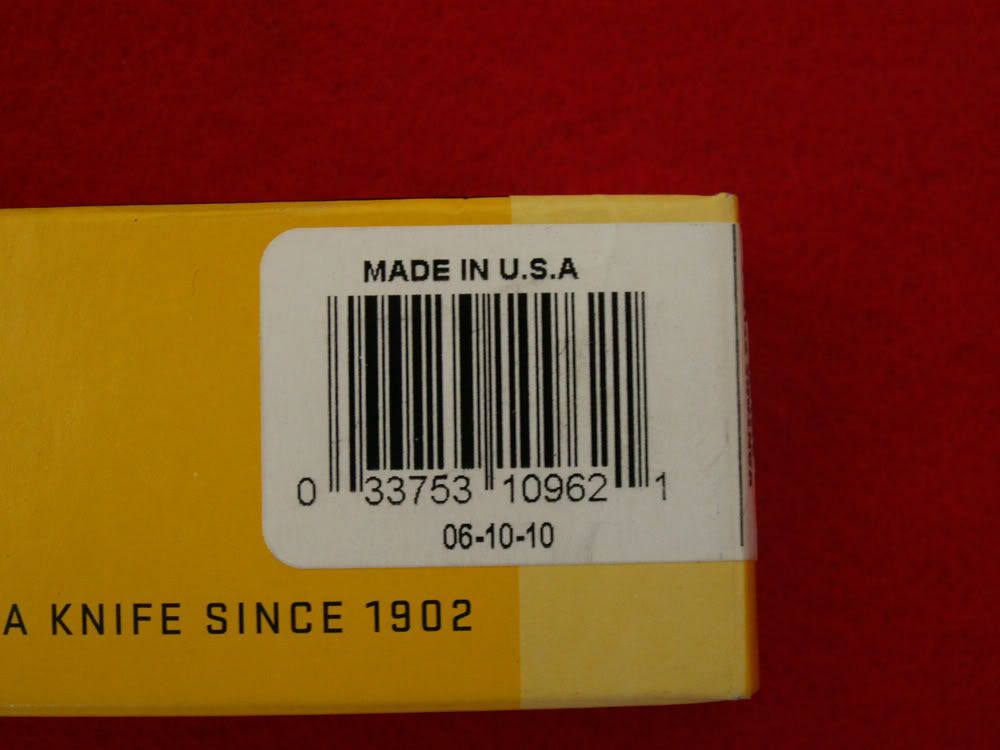 MADE IN U.S.A
0 33753 10962 1
06-10-10
A KNIFE SINCE 1902